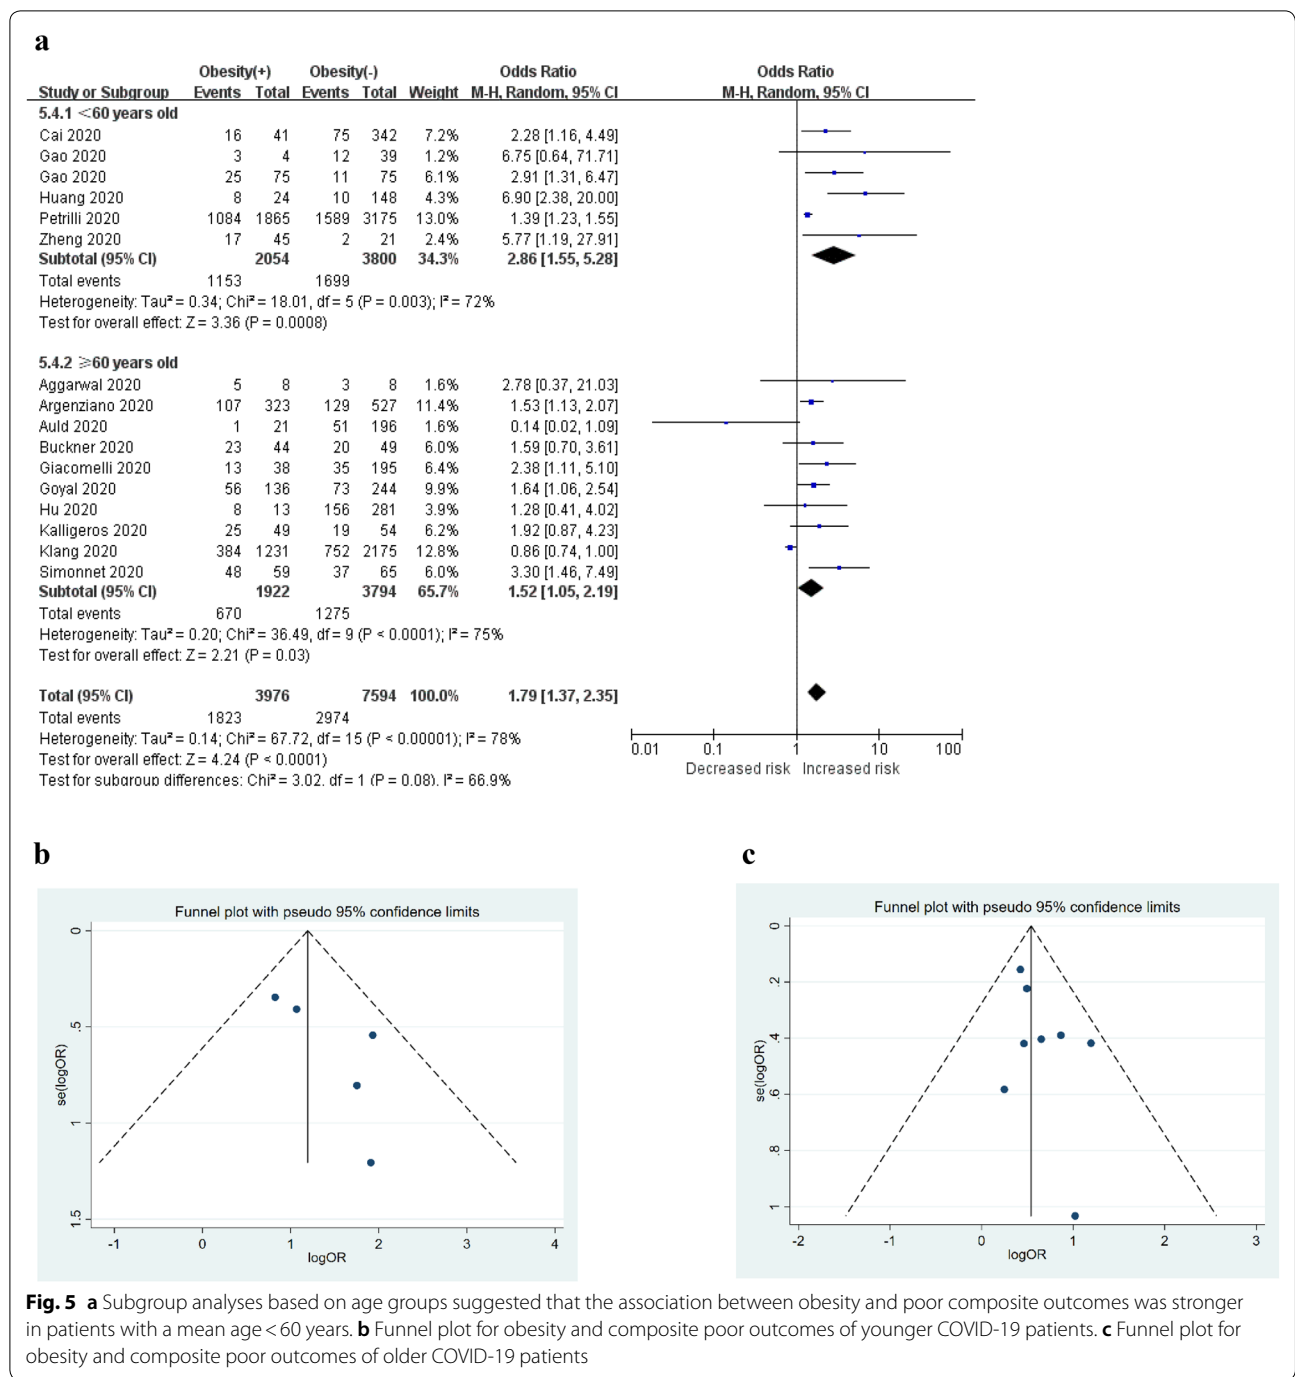 a
Obesity(+) Obesity(-) Odds Ratio Odds Ratio
Study or Subgroup Events Total Events Total Weight M-H, Random, 95% CI M-H, Random, 95% CI
5.4.1 <60 years old
Cai 2020 16 41 75 342 7.2% 2.28 [1.16, 4.49]
Gao 2020 3 4 12 39 1.2% 6.75 [0.64, 71.71]
Gao 2020 25 75 11 75 6.1% 2.91 [1.31, 6.47]
Huang 2020 8 24 10 148 4.3% 6.90 [2.38, 20.00]
Petrilli 2020 1084 1865 1589 3175 13.0% 1.39 [1.23, 1.55]
Zheng 2020 17 45 2 21 2.4% 5.77 [1.19, 27.91]
Subtotal (95% CI) 2054 3800 34.3% 2.86 [1.55, 5.28]
Total events 1153 1699
Heterogeneity: Tau² = 0.34; Chi² = 18.01, df = 5 (P = 0.003); I² = 72%
Test for overall effect: Z = 3.36 (P = 0.0008)
5.4.2 ≥60 years old
Aggarwal 2020 5 8 3 8 1.6% 2.78 [0.37, 21.03]
Argenziano 2020 107 323 129 527 11.4% 1.53 [1.13, 2.07]
Auld 2020 1 21 51 196 1.6% 0.14 [0.02, 1.09]
Buckner 2020 23 44 20 49 6.0% 1.59 [0.70, 3.61]
Giacomelli 2020 13 38 35 195 6.4% 2.38 [1.11, 5.10]
Goyal 2020 56 136 73 244 9.9% 1.64 [1.06, 2.54]
Hu 2020 8 13 156 281 3.9% 1.28 [0.41, 4.02]
Kalligeros 2020 25 49 19 54 6.2% 1.92 [0.87, 4.23]
Klang 2020 384 1231 752 2175 12.8% 0.86 [0.74, 1.00]
Simonnet 2020 48 59 37 65 6.0% 3.30 [1.46, 7.49]
Subtotal (95% CI) 1922 3794 65.7% 1.52 [1.05, 2.19]
Total events 670 1275
Heterogeneity: Tau² = 0.20; Chi² = 36.49, df = 9 (P < 0.0001); I² = 75%
Test for overall effect: Z = 2.21 (P = 0.03)
Total (95% CI) 3976 7594 100.0% 1.79 [1.37, 2.35]
Total events 1823 2974
Heterogeneity: Tau² = 0.14; Chi² = 67.72, df = 15 (P < 0.00001); I² = 78%
Test for overall effect: Z = 4.24 (P < 0.0001)
Test for subgroup differences: Chi² = 3.02, df = 1 (P = 0.08), I² = 66.9%
0.01 0.1 1 10 100
Decreased risk Increased risk
b
Funnel plot with pseudo 95% confidence limits
0
.5
1
1.5
se(logOR)
-1 0 1 2 3 4
logOR
c
Funnel plot with pseudo 95% confidence limits
0
.2
.4
.6
.8
1
se(logOR)
-2 -1 0 1 2 3
logOR
Fig. 5 a Subgroup analyses based on age groups suggested that the association between obesity and poor composite outcomes was stronger
in patients with a mean age < 60 years. b Funnel plot for obesity and composite poor outcomes of younger COVID-19 patients. c Funnel plot for
obesity and composite poor outcomes of older COVID-19 patients